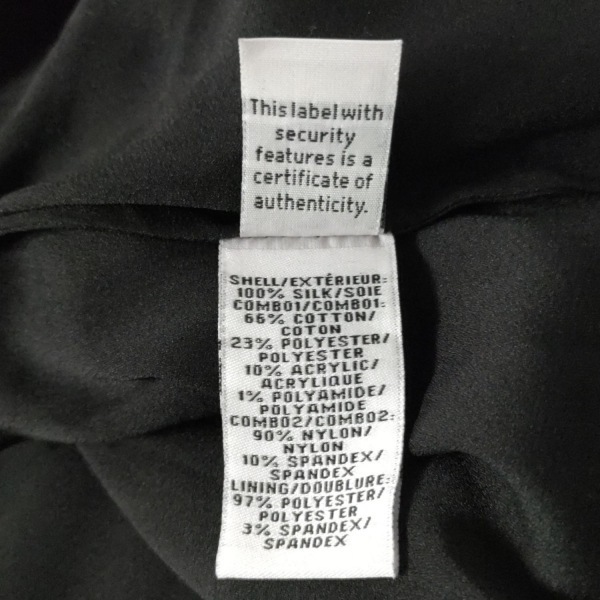 This label with
security
features is a
certificate of
authenticity.
SHELL/EXTÉRIEUR:
100% SILK/SOIE
COMBO1/COMBO1:
66% COTTON/
COTON
23% POLYESTER/
POLYESTER
10% ACRYLIC/
ACRYLIQUE
1% POLYAMIDE/
POLYAMIDE
COMBO2/COMBO2:
90% NYLON/
NYLON
10% SPANDEX/
SPANDEX
LINING/DOUBLURE:
97% POLYESTER/
POLYESTER
3% SPANDEX/
SPANDEX